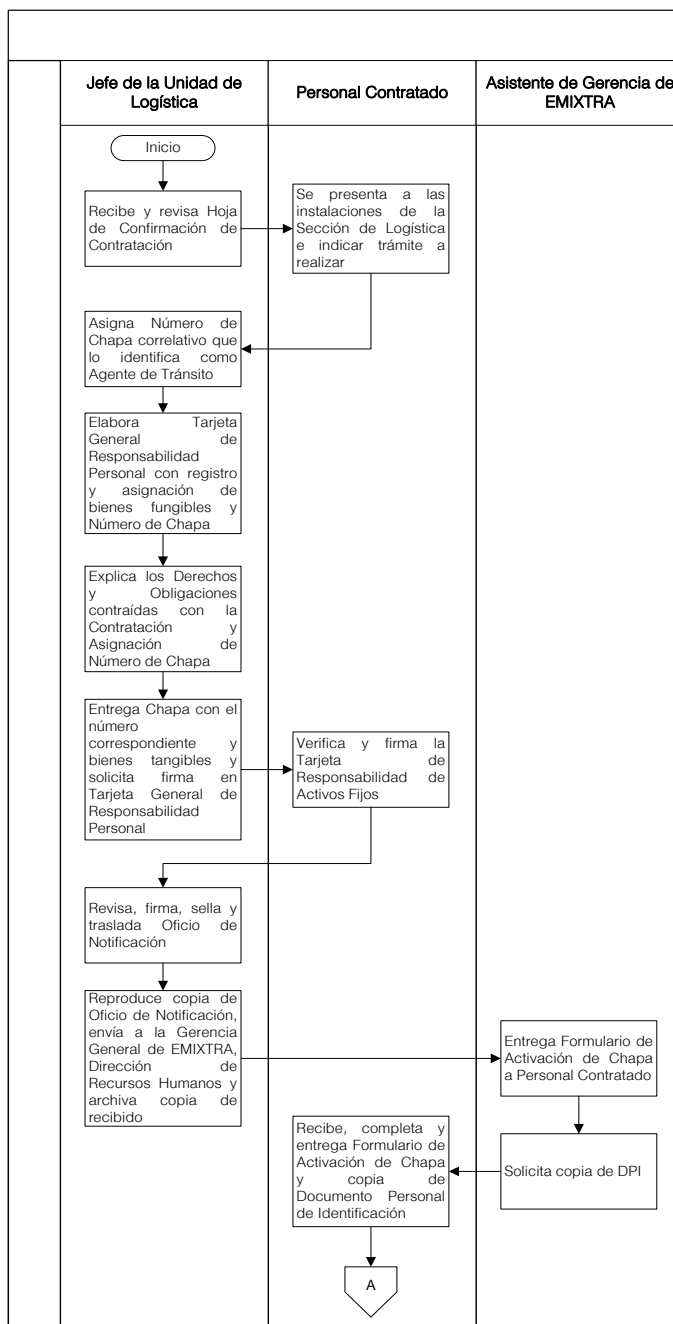 Jefe de la Unidad de
Logística
Personal Contratado
Asistente de Gerencia de
EMIXTRA
Inicio
Recibe y revisa Hoja
de Confirmación de
Contratación
Se presenta a las
instalaciones de la
Sección de Logística
e indicar trámite a
realizar
Asigna Número de
Chapa correlativo que
lo identifica como
Agente de Tránsito
Elabora Tarjeta
General de
Responsabilidad
Personal con registro
y asignación de
bienes fungibles y
Número de Chapa
Explica los Derechos
y Obligaciones
contraídas con la
Contratación y
Asignación de
Número de Chapa
Entrega Chapa con el
número
correspondiente y
bienes tangibles y
solicita firma en
Tarjeta General de
Responsabilidad
Personal
Verifica y firma la
Tarjeta de
Responsabilidad de
Activos Fijos
Revisa, firma, sella y
traslada Oficio de
Notificación
Reproduce copia de
Oficio de Notificación,
envía a la Gerencia
General de EMIXTRA,
Dirección de
Recursos Humanos y
archiva copia de
recibido
Entrega Formulario de
Activación de Chapa
a Personal Contratado
Solicita copia de DPI
Recibe, completa y
entrega Formulario de
Activación de Chapa
y copia de
Documento Personal
de Identificación
A